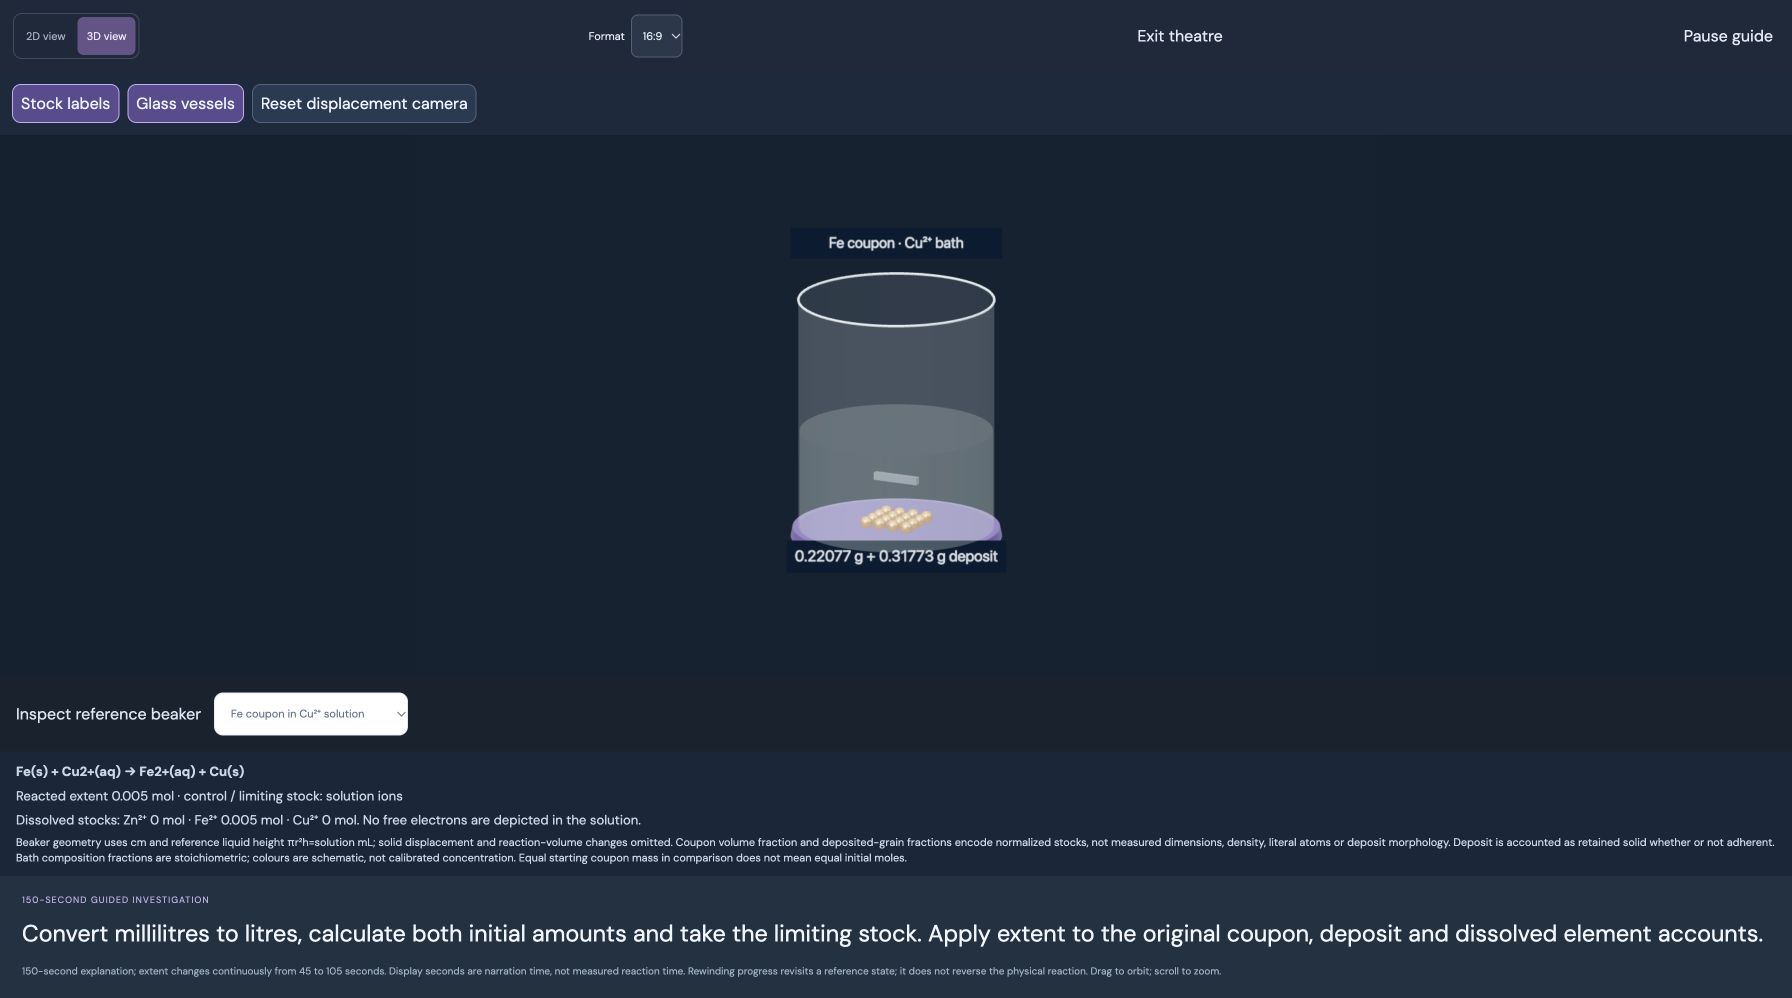 2D view 3D view Format 16:9 Exit theatre Pause guide
Stock labels Glass vessels Reset displacement camera
Fe coupon · Cu²⁺ bath
0.22077 g + 0.31773 g deposit
Inspect reference beaker Fe coupon in Cu²⁺ solution
Fe(s) + Cu2+(aq) → Fe2+(aq) + Cu(s)
Reacted extent 0.005 mol · control / limiting stock: solution ions
Dissolved stocks: Zn²⁺ 0 mol · Fe²⁺ 0.005 mol · Cu²⁺ 0 mol. No free electrons are depicted in the solution.
Beaker geometry uses cm and reference liquid height πr²h=solution mL; solid displacement and reaction-volume changes omitted. Coupon volume fraction and deposited-grain fractions encode normalized stocks, not measured dimensions, density, literal atoms or deposit morphology. Deposit is accounted as retained solid whether or not adherent.
Bath composition fractions are stoichiometric; colours are schematic, not calibrated concentration. Equal starting coupon mass in comparison does not mean equal initial moles.
150-SECOND GUIDED INVESTIGATION
Convert millilitres to litres, calculate both initial amounts and take the limiting stock. Apply extent to the original coupon, deposit and dissolved element accounts.
150-second explanation; extent changes continuously from 45 to 105 seconds. Display seconds are narration time, not measured reaction time. Rewinding progress revisits a reference state; it does not reverse the physical reaction. Drag to orbit; scroll to zoom.